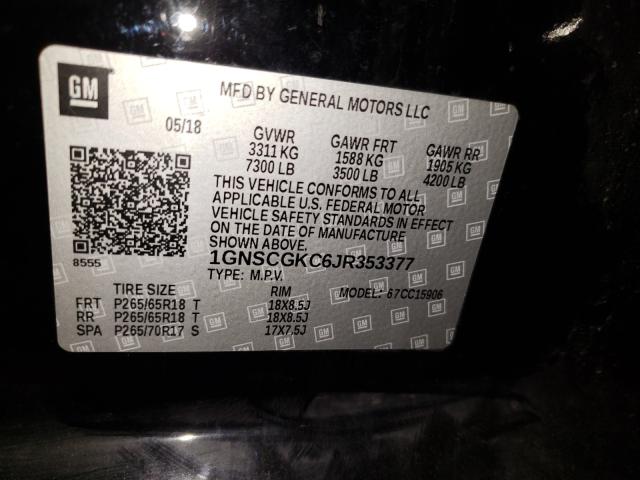 GM
MFD BY GENERAL MOTORS LLC
05/18
GVWR GAWR FRT GAWR RR
3311 KG 1588 KG 1905 KG
7300 LB 3500 LB 4200 LB
THIS VEHICLE CONFORMS TO ALL
APPLICABLE U.S. FEDERAL MOTOR
VEHICLE SAFETY STANDARDS IN EFFECT
ON THE DATE OF MANUFACTURE
SHOWN ABOVE.
1GNSCGKC6JR353377
8555
TYPE: M.P.V.
MODEL: 67CC15906
TIRE SIZE RIM
FRT P265/65R18 T 18X8.5J
RR P265/65R18 T 18X8.5J
SPA P265/70R17 S 17X7.5J